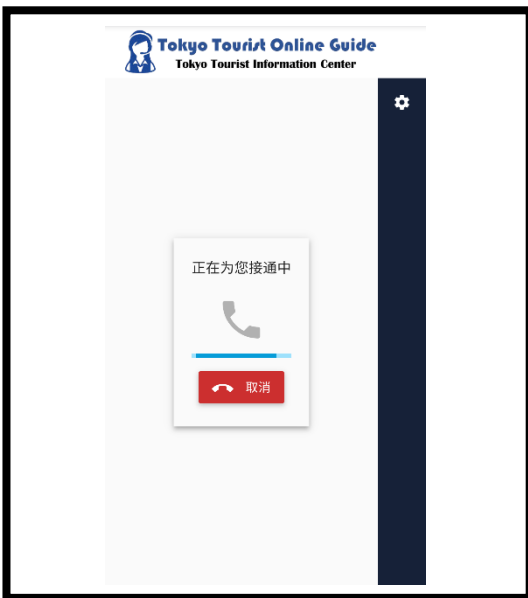 Tokyo Tourist Online Guide
Tokyo Tourist Information Center
正在为您接通中
取消